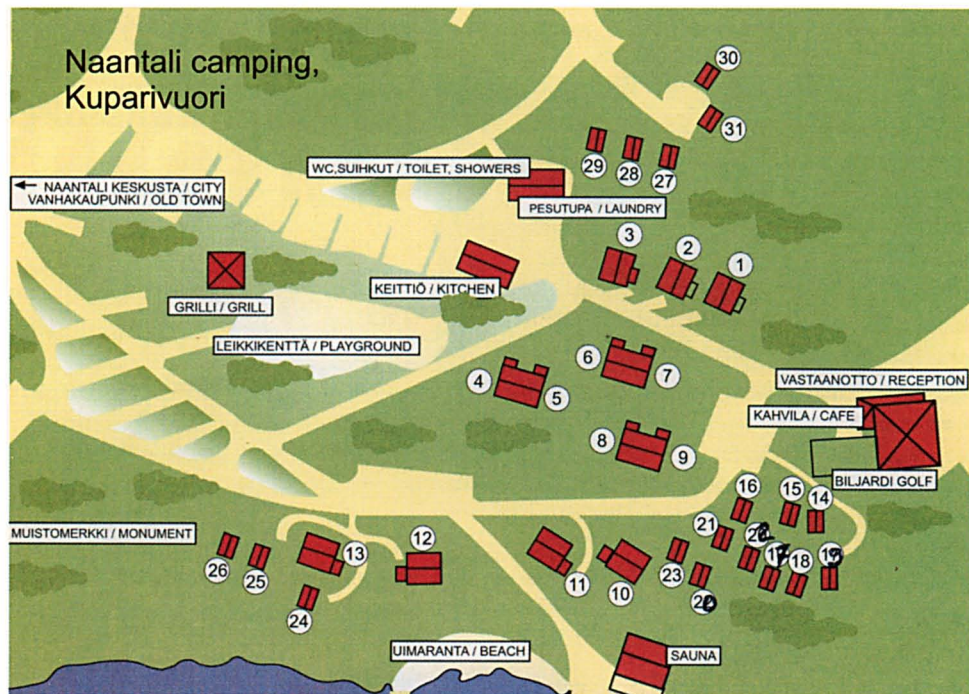 Naantali camping,
Kuparivuori
30
31
WC,SUIHKUT / TOILET, SHOWERS
29
28
27
← NAANTALI KESKUSTA / CITY
VANHAKAUPUNKI / OLD TOWN
PESUTUPA / LAUNDRY
3
2
1
KEITTIÖ / KITCHEN
GRILLI / GRILL
LEIKKIKENTTÄ / PLAYGROUND
4
5
6
7
VASTAANOTTO / RECEPTION
KAHVILA / CAFE
8
9
BILJARDI GOLF
16
15
14
21
MUISTOMERKKI / MONUMENT
26
25
13
12
11
10
23
17
18
19
24
UIMARANTA / BEACH
SAUNA